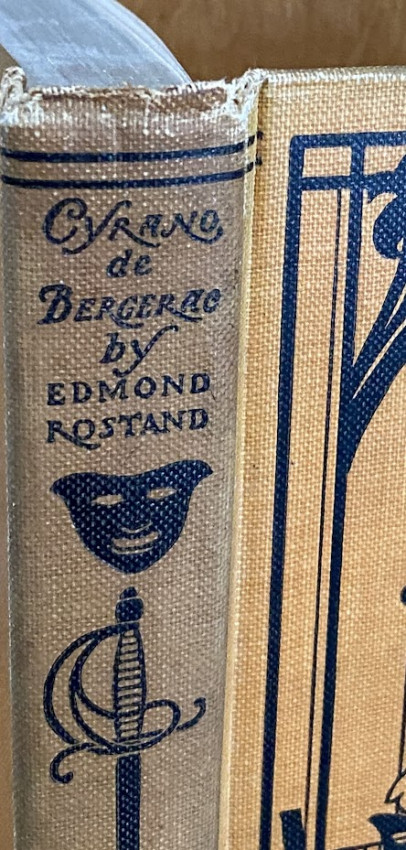 Cyrano
de
Bergerac
by
EDMOND
ROSTAND